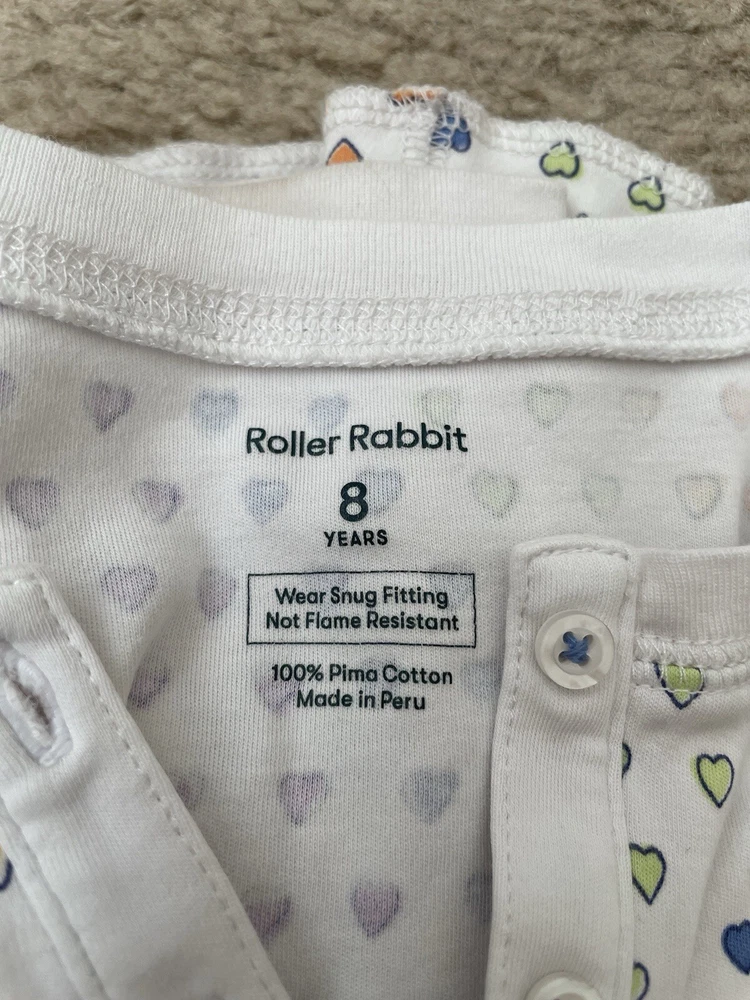 Roller Rabbit
8
YEARS
Wear Snug Fitting
Not Flame Resistant
100% Pima Cotton
Made in Peru